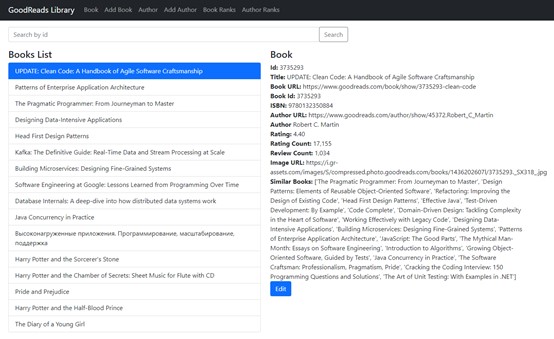 GoodReads Library Book Add Book Author Add Author Book Ranks Author Ranks
Search by id Search
Books List
UPDATE: Clean Code: A Handbook of Agile Software Craftsmanship
Patterns of Enterprise Application Architecture
The Pragmatic Programmer: From Journeyman to Master
Designing Data-Intensive Applications
Head First Design Patterns
Kafka: The Definitive Guide: Real-Time Data and Stream Processing at Scale
Building Microservices: Designing Fine-Grained Systems
Software Engineering at Google: Lessons Learned from Programming Over Time
Database Internals: A deep-dive into how distributed data systems work
Java Concurrency in Practice
Высоконагруженные приложения. Программирование, масштабирование,
поддержка
Harry Potter and the Sorcerer's Stone
Harry Potter and the Chamber of Secrets: Sheet Music for Flute with CD
Pride and Prejudice
Harry Potter and the Half-Blood Prince
The Diary of a Young Girl
Book
Id: 3735293
Title: UPDATE: Clean Code: A Handbook of Agile Software Craftsmanship
Book URL: https://www.goodreads.com/book/show/3735293-clean-code
Book Id: 3735293
ISBN: 9780132350884
Author URL: https://www.goodreads.com/author/show/45372.Robert_C_Martin
Author Robert C. Martin
Rating: 4.40
Rating Count: 17,155
Review Count: 1,034
Image URL: https://i.gr-
assets.com/images/S/compressed.photo.goodreads.com/books/1436202607l/3735293._SX318_.jpg
Similar Books: ['The Pragmatic Programmer: From Journeyman to Master', 'Design
Patterns: Elements of Reusable Object-Oriented Software', 'Refactoring: Improving the
Design of Existing Code', 'Head First Design Patterns', 'Effective Java', 'Test-Driven
Development: By Example', 'Code Complete', 'Domain-Driven Design: Tackling Complexity
in the Heart of Software', 'Working Effectively with Legacy Code', 'Designing Data-
Intensive Applications', 'Building Microservices: Designing Fine-Grained Systems', 'Patterns
of Enterprise Application Architecture', 'JavaScript: The Good Parts', 'The Mythical Man-
Month: Essays on Software Engineering', 'Introduction to Algorithms', 'Growing Object-
Oriented Software, Guided by Tests', 'Java Concurrency in Practice', 'The Software
Craftsman: Professionalism, Pragmatism, Pride', 'Cracking the Coding Interview: 150
Programming Questions and Solutions', 'The Art of Unit Testing: With Examples in .NET']
Edit